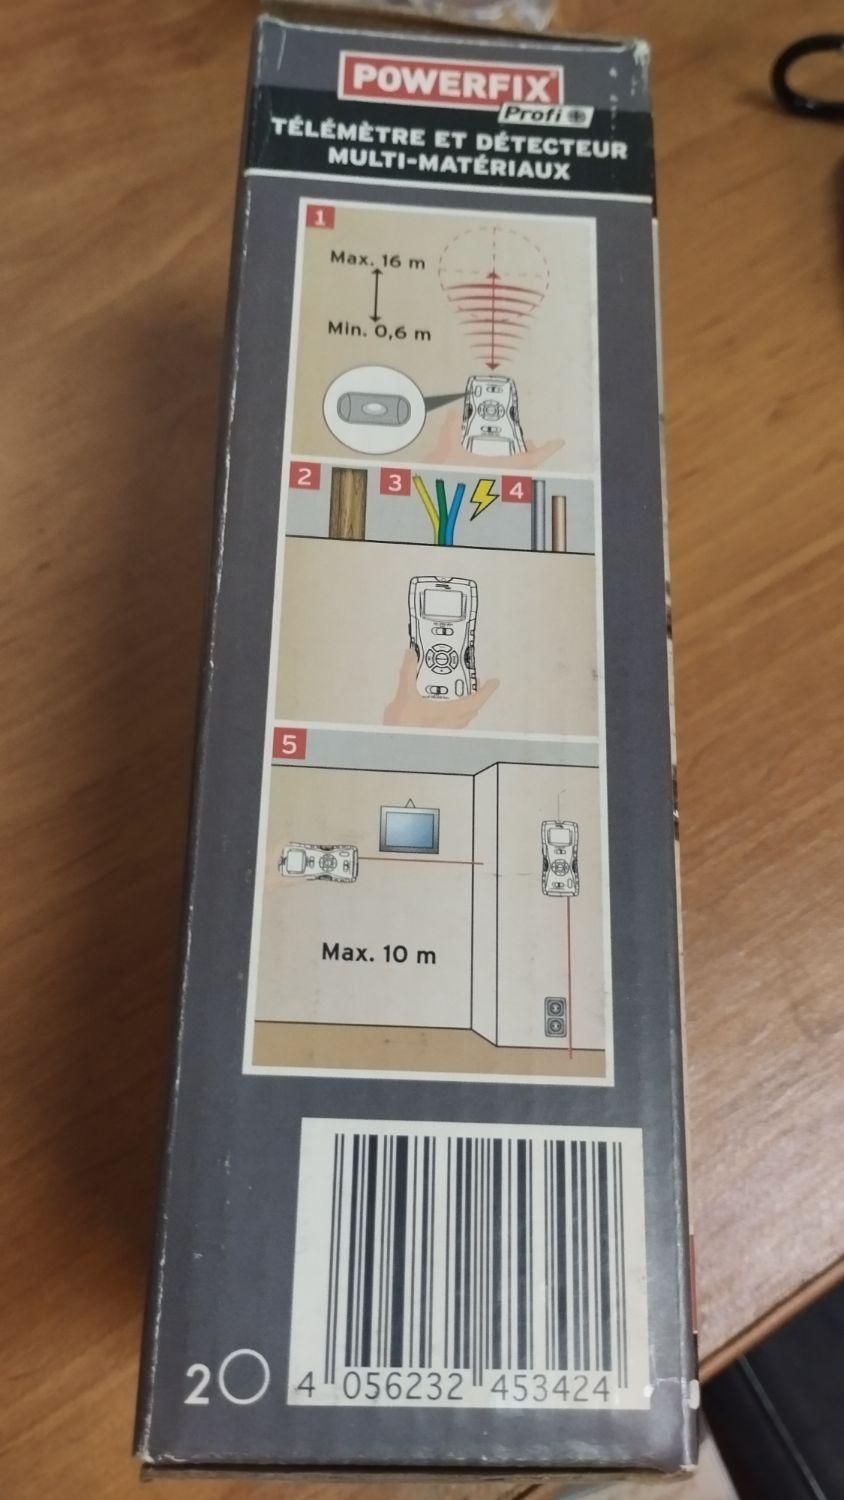 POWERFIX®
Profi+
TÉLÉMÈTRE ET DÉTECTEUR
MULTI-MATÉRIAUX
1
Max. 16 m
Min. 0,6 m
2
3
4
5
Max. 10 m
2
4 056232 453424